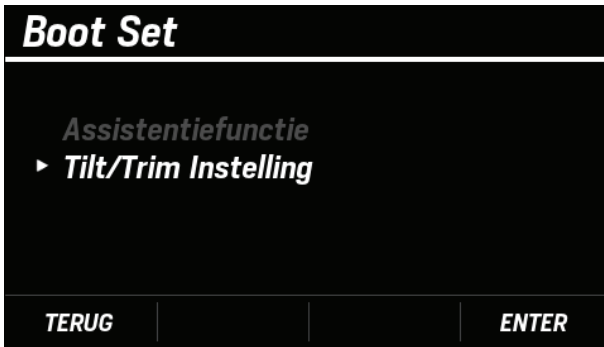 Boot Set
Assistentiefunctie
Tilt/Trim Instelling
TERUG ENTER